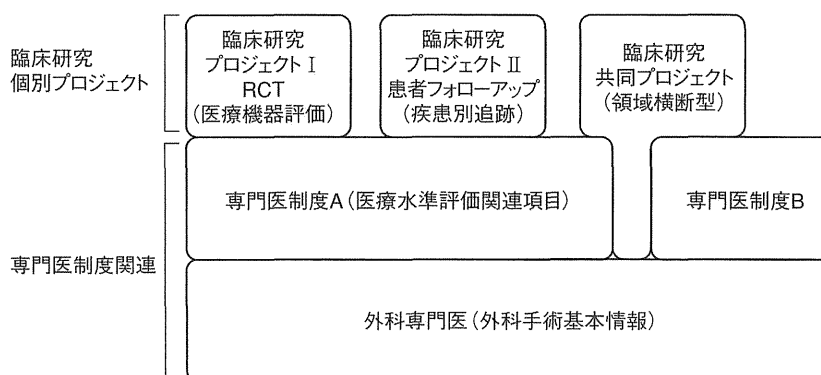 臨床研究
個別プロジェクト
臨床研究
プロジェクトⅠ
RCT
(医療機器評価)
臨床研究
プロジェクトⅡ
患者フォローアップ
(疾患別追跡)
臨床研究
共同プロジェクト
(領域横断型)
専門医制度関連
専門医制度A(医療水準評価関連項目)
専門医制度B
外科専門医(外科手術基本情報)